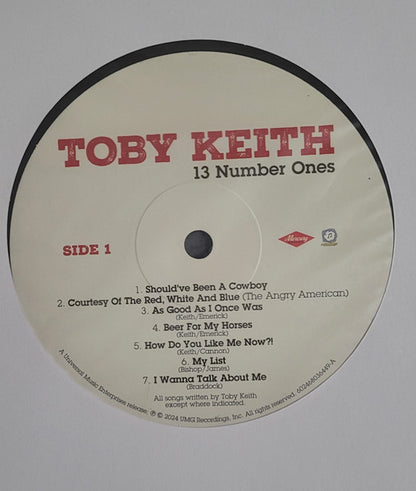 TOBY KEITH
13 Number Ones
SIDE 1
Mercury
1. Should've Been A Cowboy
2. Courtesy Of The Red, White And Blue (The Angry American)
3. As Good As I Once Was
(Keith/Emerick)
4. Beer For My Horses
(Keith/Emerick)
5. How Do You Like Me Now?!
(Keith/Cannon)
6. My List
(Bishop/James)
7. I Wanna Talk About Me
(Braddock)
All songs written by Toby Keith
except where indicated.
A Universal Music Enterprises release; ℗ © 2024 UMG Recordings, Inc. All rights reserved. 602468036449-A